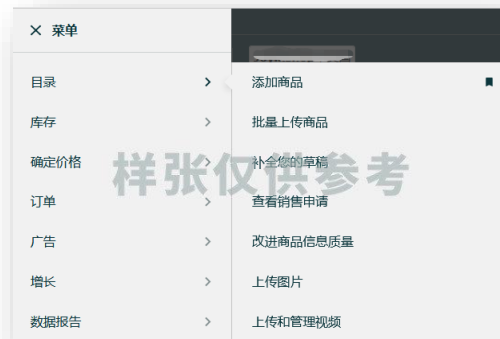 菜单
目录
库存
确定价格
订单
广告
增长
数据报告
添加商品
批量上传商品
补全您的草稿
查看销售申请
改进商品信息质量
上传图片
上传和管理视频
样张仅供参考